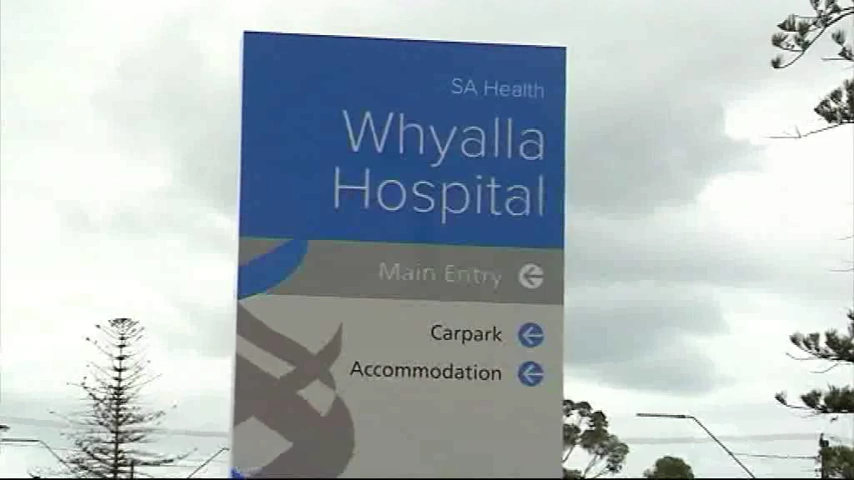 SA Health
Whyalla
Hospital
Main Entry
Carpark
Accommodation